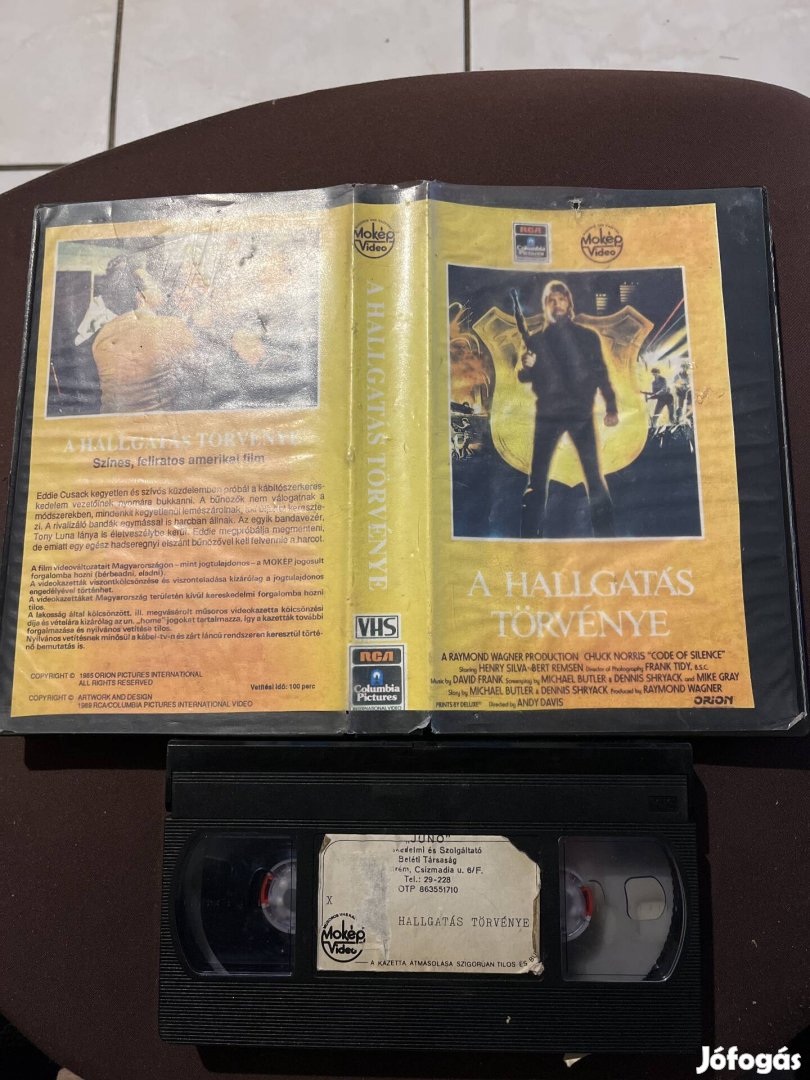 A HALLGATÁS TÖRVÉNYE
Színes, feliratos amerikai film
Eddie Cusack kegyetlen és szívós küzdelemben próbál a kábítószerkeres-
kedelem vezetőinek nyomára bukkanni. A bűnözők nem válogatnak a
módszerekben, mindenkit kegyetlenül lemészárolnak, aki útjukat kereszte-
zi. A rivalizáló bandák egymással is harcban állnak. Az egyik bandavezér,
Tony Luna lánya is életveszélybe kerül. Eddie megpróbálja megmenteni,
de emiatt egy egész hadseregnyi elszánt bűnözővel kell felvennie a harcot.
A film videováltozatait Magyarországon – mint jogtulajdonos – a MOKÉP jogosult
forgalomba hozni (bérbeadni, eladni).
A videokazetták viszontkölcsönzése és viszonteladása kizárólag a jogtulajdonos
engedélyével történhet.
A videokazettákat Magyarország területén kívül kereskedelmi forgalomba hozni
tilos.
A lakosság által kölcsönzött, ill. megvásárolt műsoros videokazetta kölcsönzési
díja és vételára kizárólag az un. „home" jogokat tartalmazza, így a kazetták további
forgalmazása és nyilvános vetítése tilos.
Nyilvános vetítésnek minősül a kábel-tv-n és zárt láncú rendszeren keresztül törté-
nő bemutatás is.
COPYRIGHT © 1985 ORION PICTURES INTERNATIONAL
ALL RIGHTS RESERVED
Vetítési idő: 100 perc
COPYRIGHT © ARTWORK AND DESIGN
1989 RCA/COLUMBIA PICTURES INTERNATIONAL VIDEO
Mokép
Video
A HALLGATÁS TÖRVÉNYE
VHS
RCA
Columbia
Pictures
INTERNATIONAL VIDEO
RCA
Columbia
Pictures
Mokép
Video
A HALLGATÁS
TÖRVÉNYE
A RAYMOND WAGNER PRODUCTION CHUCK NORRIS "CODE OF SILENCE"
Starring HENRY SILVA·BERT REMSEN Director of Photography FRANK TIDY, B.S.C.
Music by DAVID FRANK Screenplay by MICHAEL BUTLER & DENNIS SHRYACK and MIKE GRAY
Story by MICHAEL BUTLER & DENNIS SHRYACK Produced by RAYMOND WAGNER
PRINTS BY DELUXE® Directed by ANDY DAVIS
ORION
„JUNO"
és Szolgáltató
Betéti Társaság
Csizmadia u. 6/F.
Tel.: 29-228
OTP 863551710
X
HALLGATÁS TÖRVÉNYE
Mokép
Video
A KAZETTA ÁTMÁSOLÁSA SZIGORÚAN TILOS ÉS
Jófogás